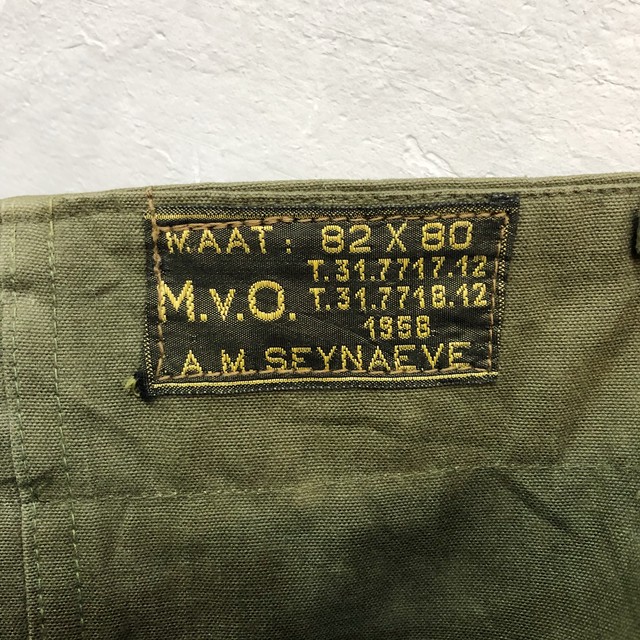 MAAT: 82 X 80
T.31.7717.12
M.v.O. T.31.7718.12
1958
A.M. SEYNAEVE